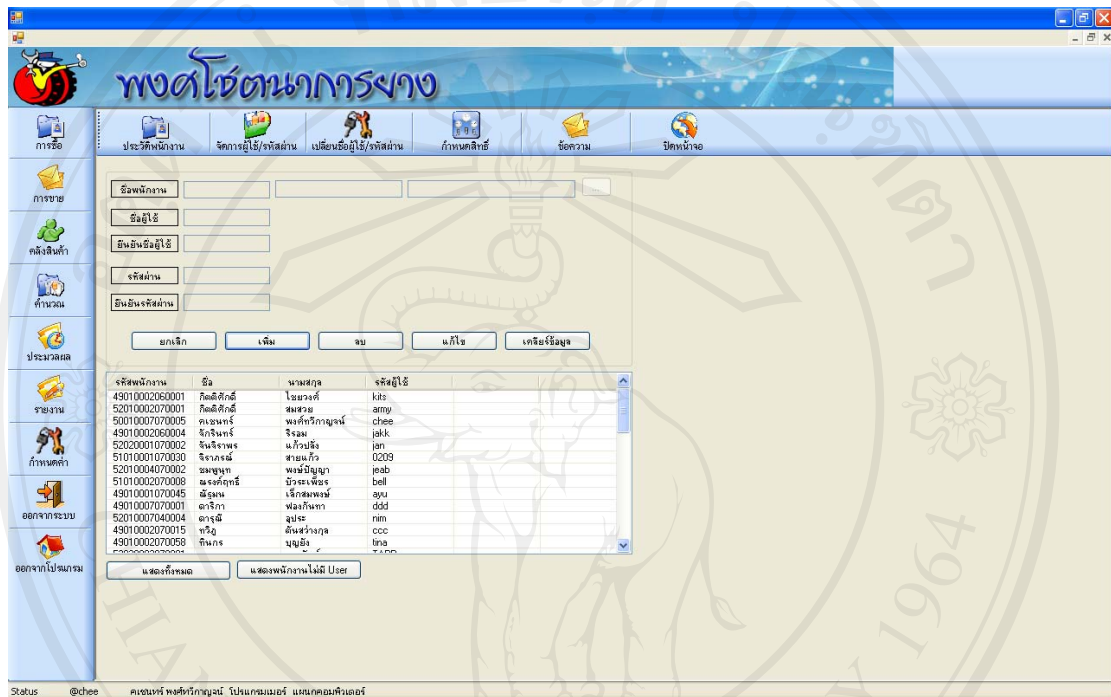 พงศ์โชตนาการยาง
การซื้อ
การขาย
คลังสินค้า
คำนวณ
ประมวลผล
รายงาน
กำหนดค่า
ออกจากระบบ
ออกจากโปรแกรม
ประวัติพนักงาน จัดการผู้ใช้/รหัสผ่าน เปลี่ยนชื่อผู้ใช้/รหัสผ่าน กำหนดสิทธิ์ ข้อความ ปิดหน้าจอ
ชื่อพนักงาน ...
ชื่อผู้ใช้
ยืนยันชื่อผู้ใช้
รหัสผ่าน
ยืนยันรหัสผ่าน
ยกเลิก เพิ่ม ลบ แก้ไข เคลียร์ข้อมูล
รหัสพนักงาน ชื่อ นามสกุล รหัสผู้ใช้
49010002060001 กิตติศักดิ์ ไชยวงศ์ kits
52010002070001 กิตติศักดิ์ สมสวย army
50010007070005 คเชนทร์ พงศ์ทวีกาญจน์ chee
49010002060004 จักรินทร์ jakk
52020001070002 จันจิราพร แก้วปลั่ง jan
51010001070030 จิราภรณ์ สายแก้ว 0209
52010004070002 ชมพูนุท พงษ์ปัญญา jeab
51010002070008 ณรงค์ฤทธิ์ bell
49010001070045 ณัฐมน เล็กสมพงษ์ ayu
49010007070001 ดาริกา ฟองกันทา ddd
52010007040004 ดารุณี อุประ nim
49010002070015 ทวิภู ตันสว่างกุล ccc
49010002070058 ทินกร บุญยัง tina
แสดงทั้งหมด แสดงพนักงานไม่มี User
Status @chee คเชนทร์ พงศ์ทวีกาญจน์ โปรแกรมเมอร์ แผนกคอมพิวเตอร์
1964